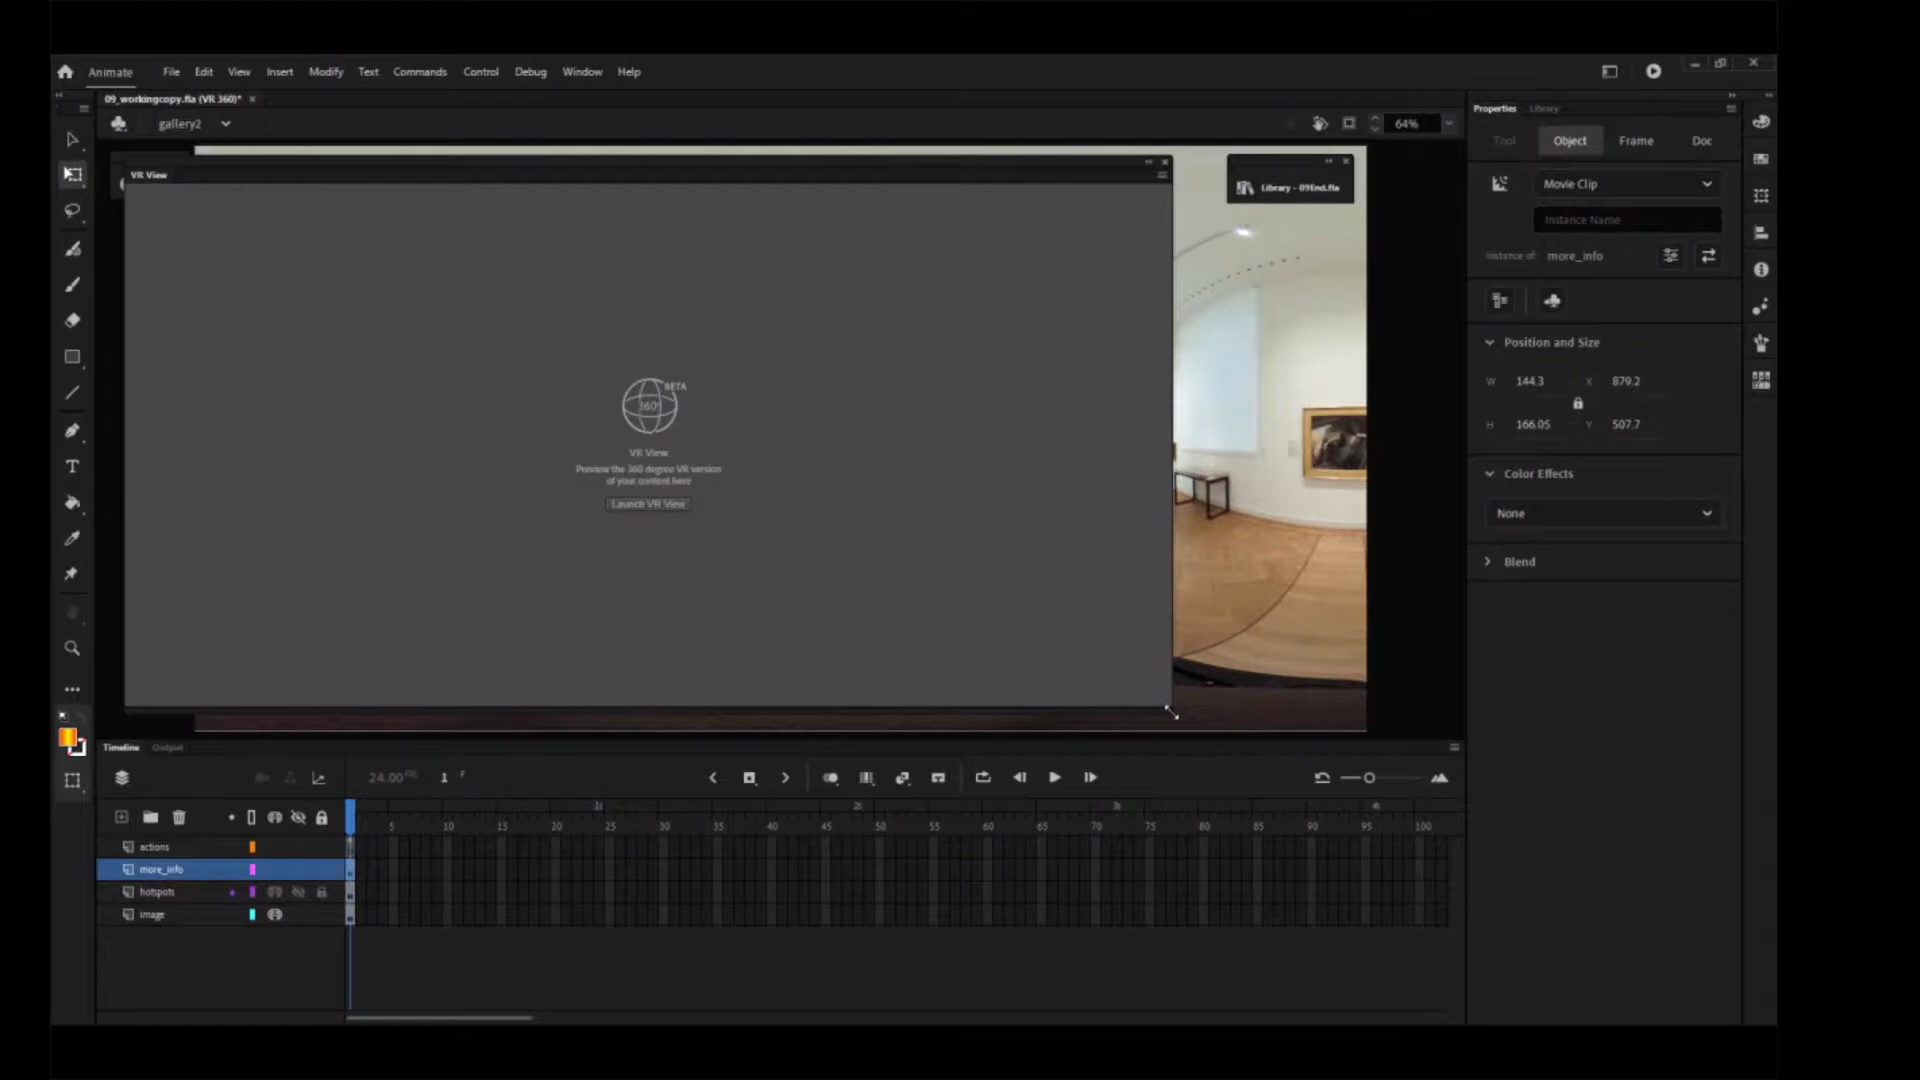 Animate File Edit View Insert Modify Text Commands Control Debug Window Help
09_workingcopy.fla (VR 360)*
gallery2
64%
VR View
Library - 09End.fla
BETA
360°
VR View
Preview the 360 degree VR version
of your content here
Launch VR View
Properties Library
Tool Object Frame Doc
Movie Clip
Instance Name
Instance of: more_info
Position and Size
W 144.3 X 879.2
H 166.05 Y 507.7
Color Effects
None
Blend
Timeline Output
24.00 FPS 1 F
1s 2s 3s 4s
5 10 15 20 25 30 35 40 45 50 55 60 65 70 75 80 85 90 95 100
actions
more_info
hotspots
image